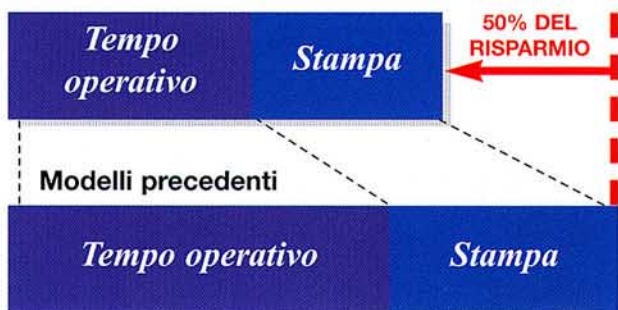 Tempo
operativo
Stampa
50% DEL
RISPARMIO
Modelli precedenti
Tempo operativo
Stampa